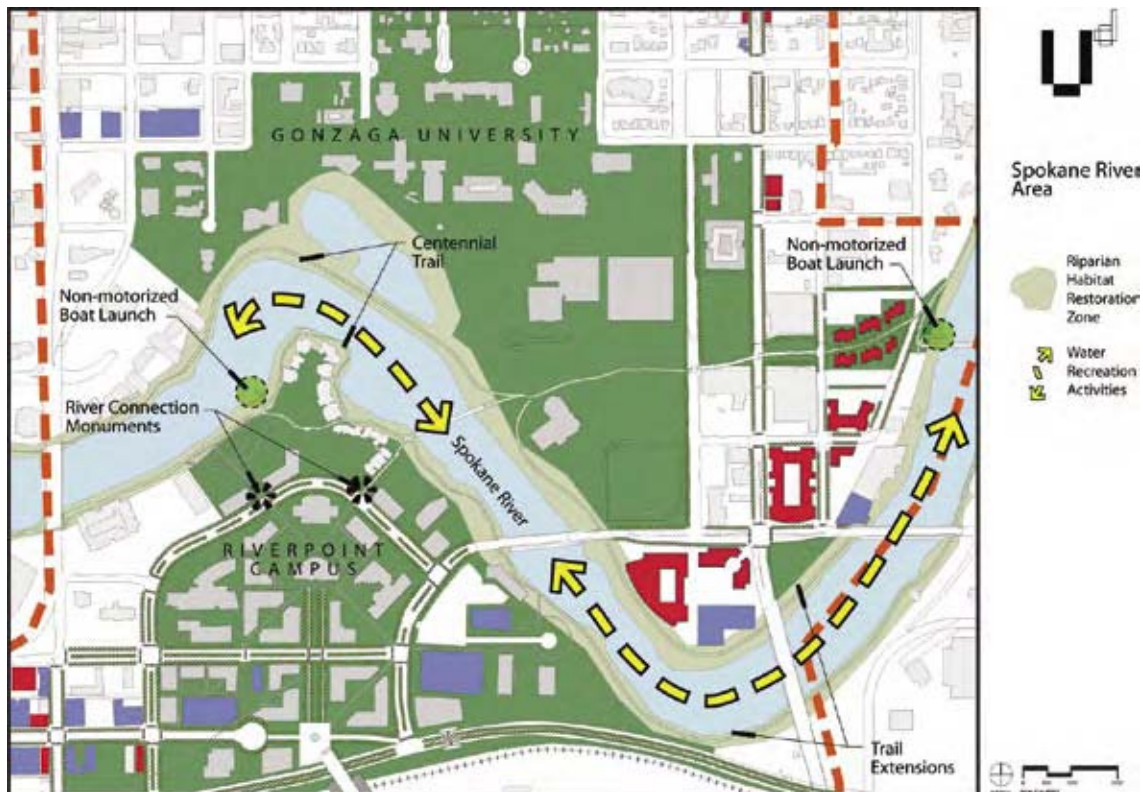 GONZAGA UNIVERSITY
Centennial
Trail
Non-motorized
Boat Launch
Non-motorized
Boat Launch
River Connection
Monuments
Spokane River
RIVERPOINT
CAMPUS
Trail
Extensions
Spokane River
Area
Riparian
Habitat
Restoration
Zone
Water
Recreation
Activities